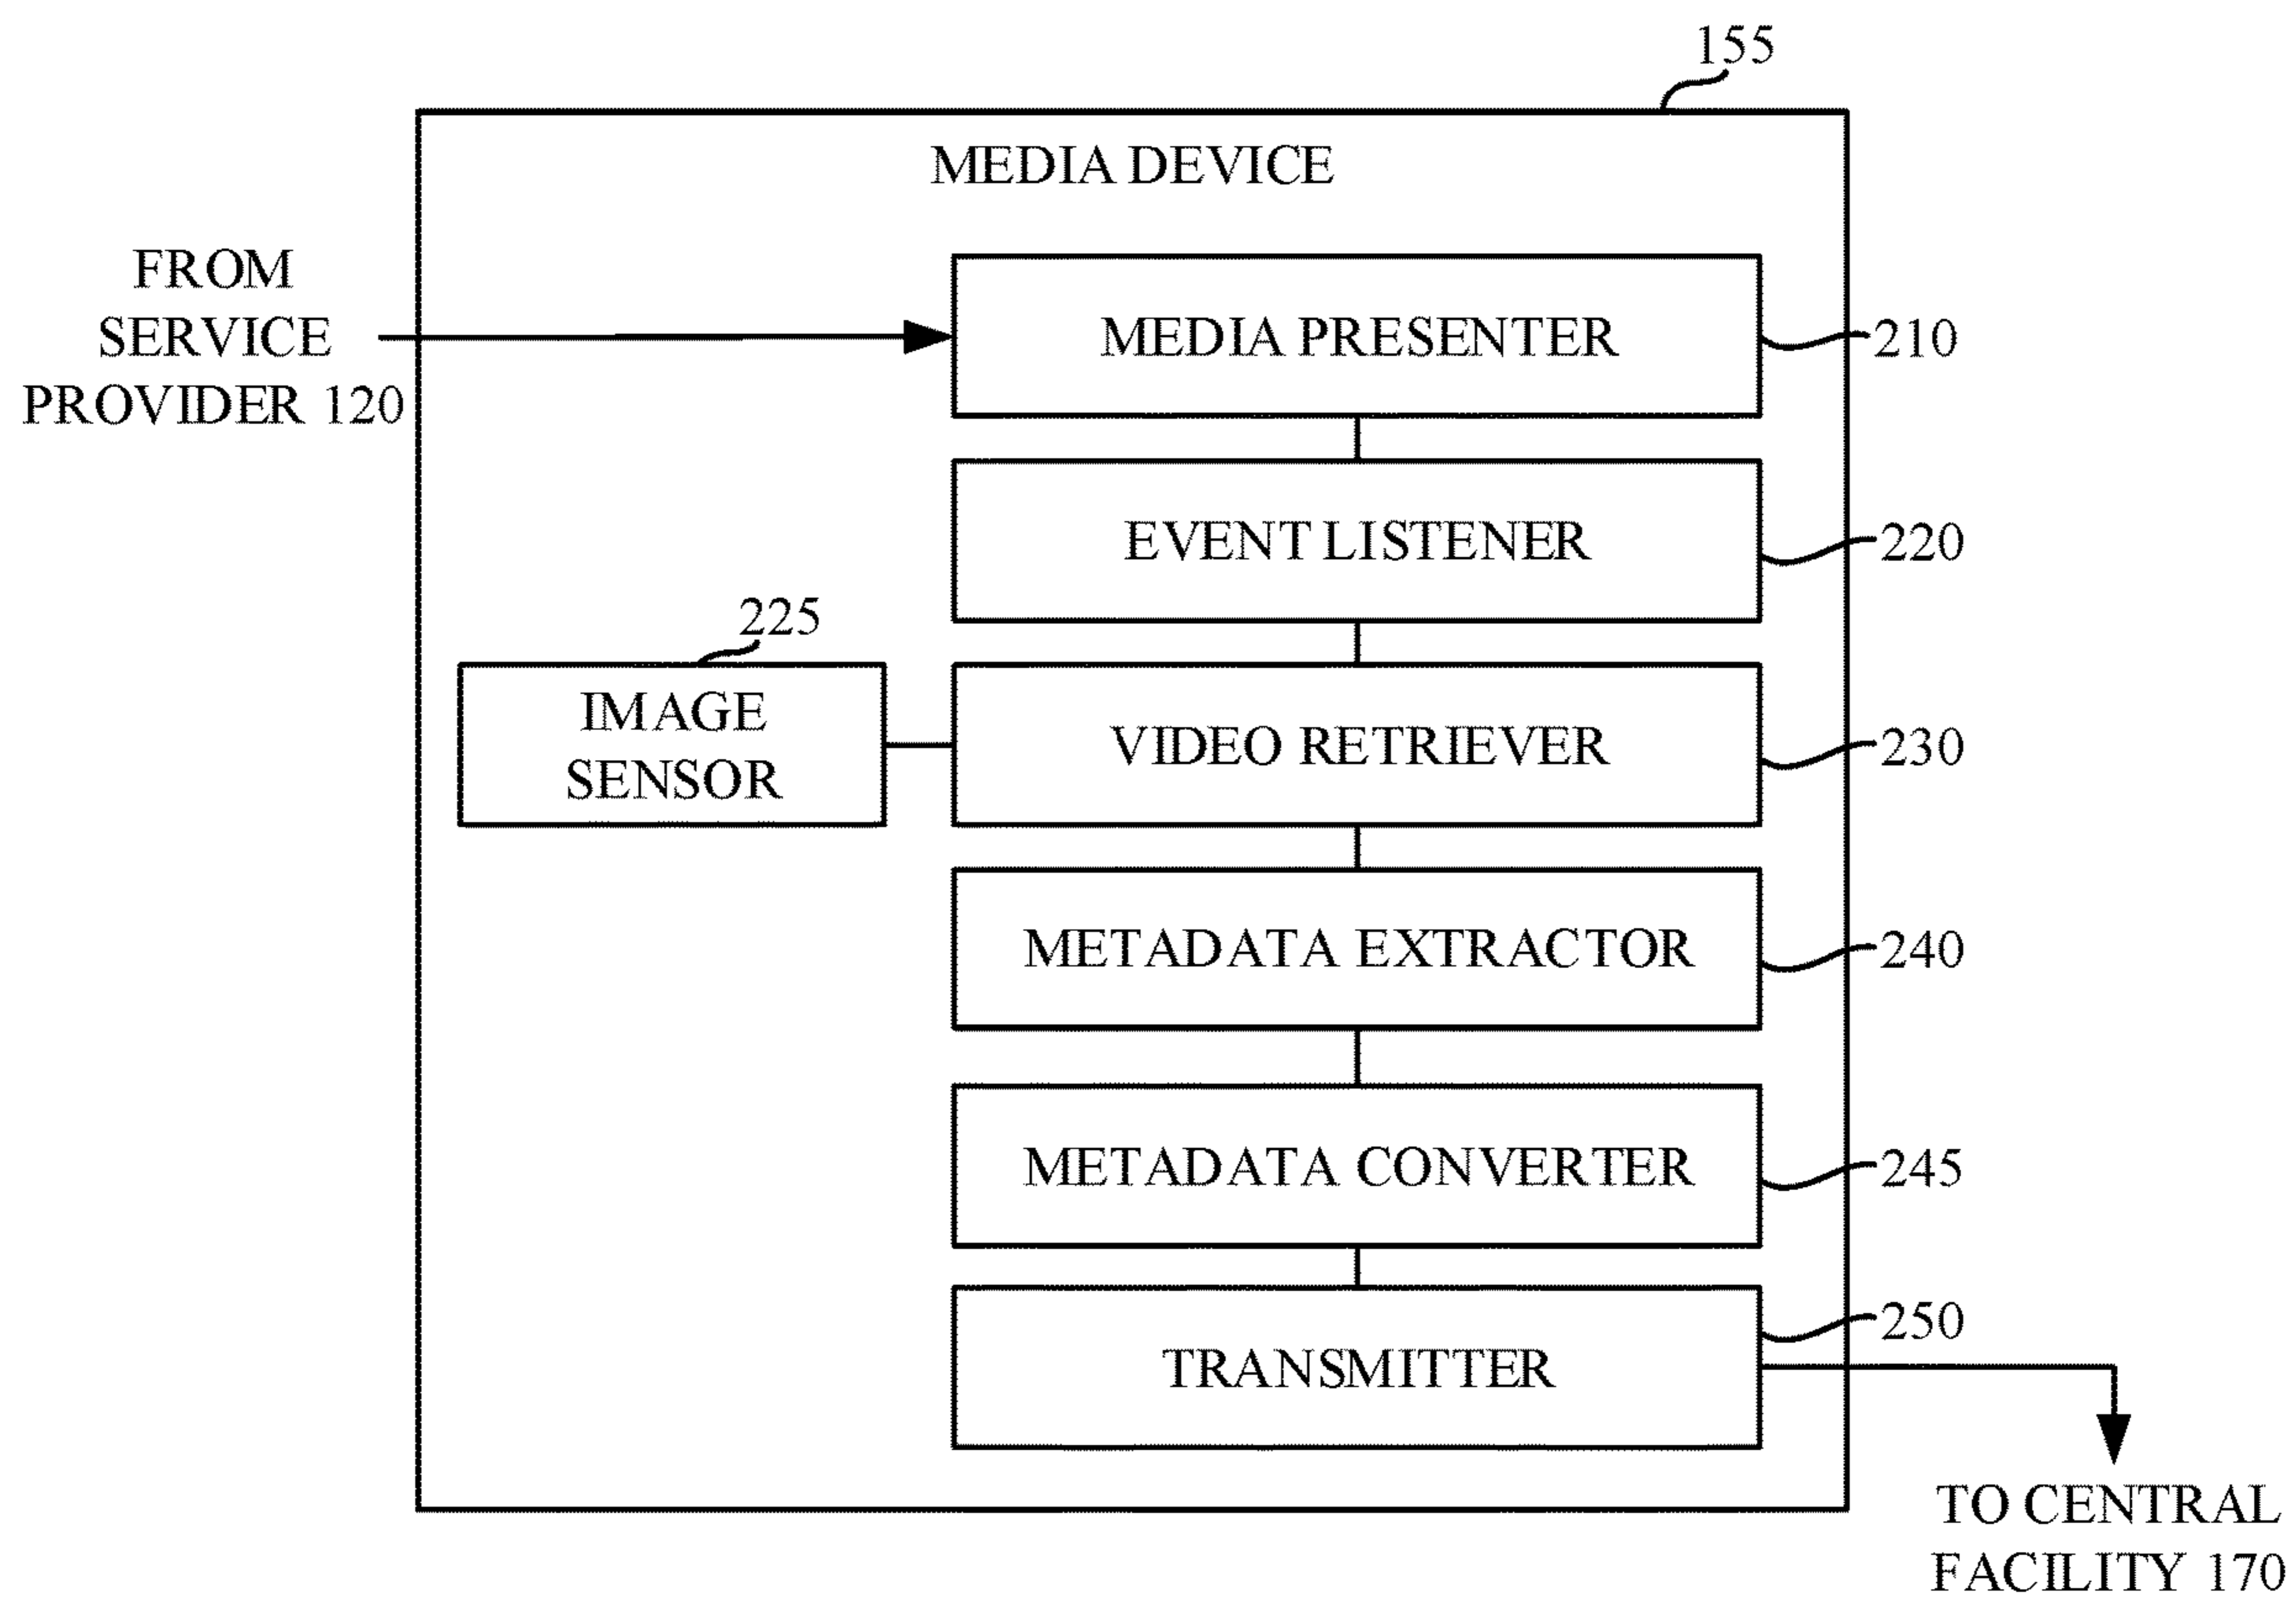 155
MEDIA DEVICE
FROM
SERVICE
PROVIDER 120
MEDIA PRESENTER
210
EVENT LISTENER
220
225
IMAGE
SENSOR
VIDEO RETRIEVER
230
METADATA EXTRACTOR
240
METADATA CONVERTER
245
TRANSMITTER
250
TO CENTRAL
FACILITY 170